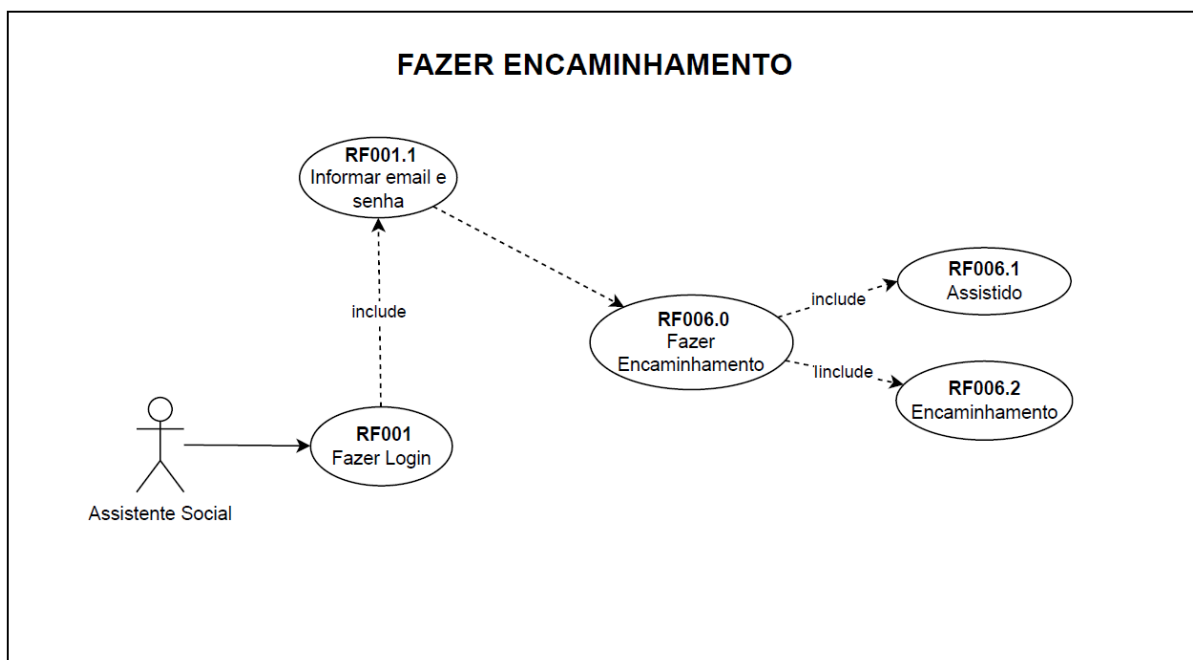 FAZER ENCAMINHAMENTO
RF001.1
Informar email e
senha
include
RF006.0
Fazer
Encaminhamento
include
RF006.1
Assistido
Iinclude
RF006.2
Encaminhamento
RF001
Fazer Login
Assistente Social